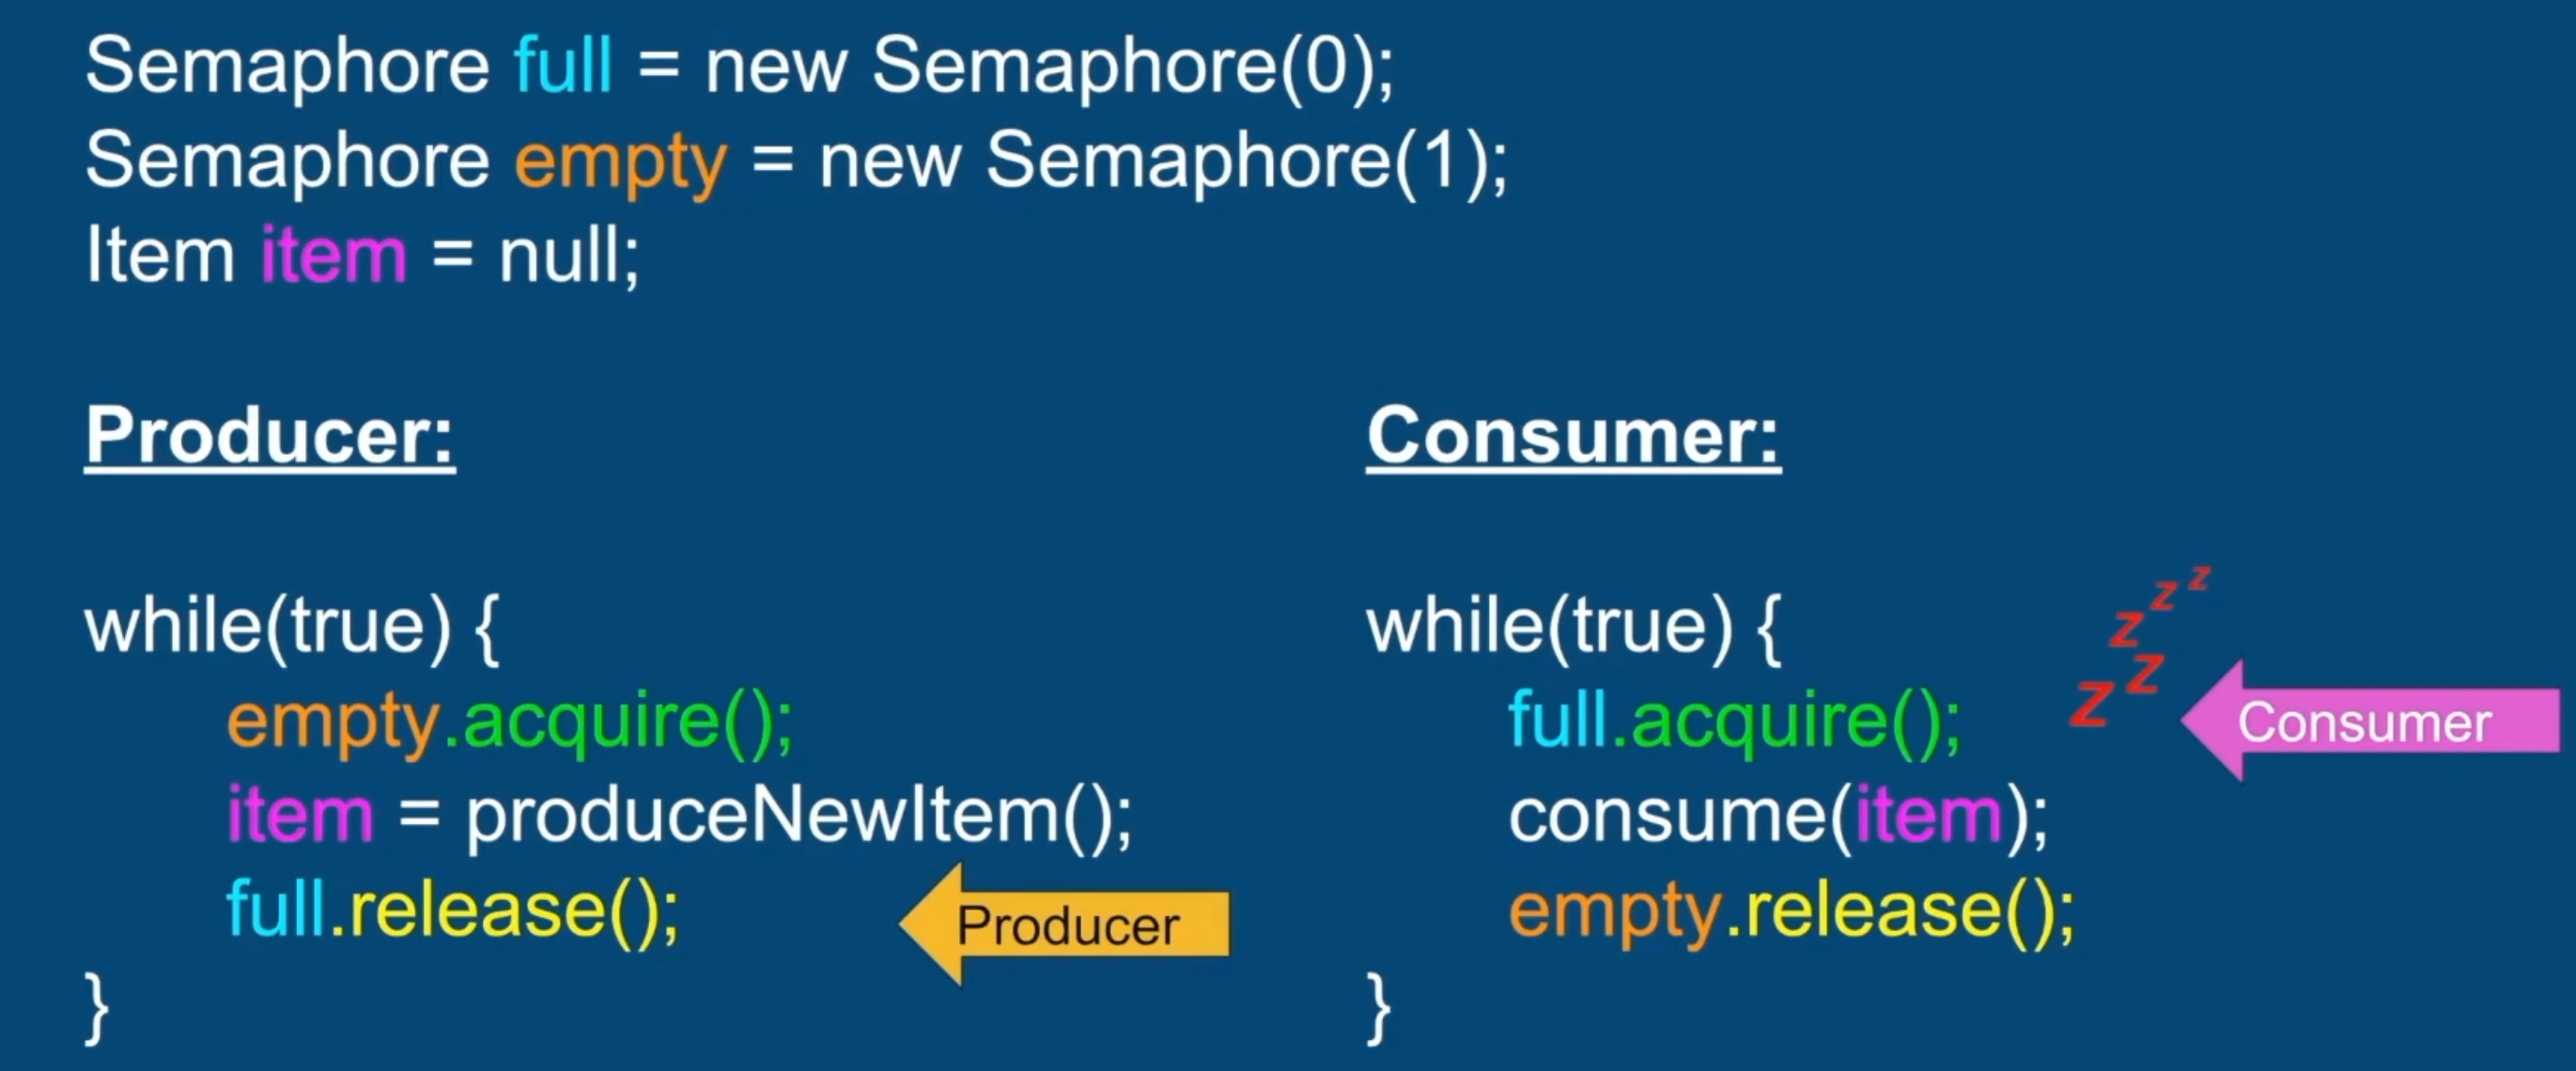 Semaphore full = new Semaphore(0);
Semaphore empty = new Semaphore(1);
Item item = null;
Producer:
while(true) {
empty.acquire();
item = produceNewItem();
full.release();
}
Producer
Consumer:
while(true) {
full.acquire();
consume(item);
empty.release();
}
z z z z z
Consumer